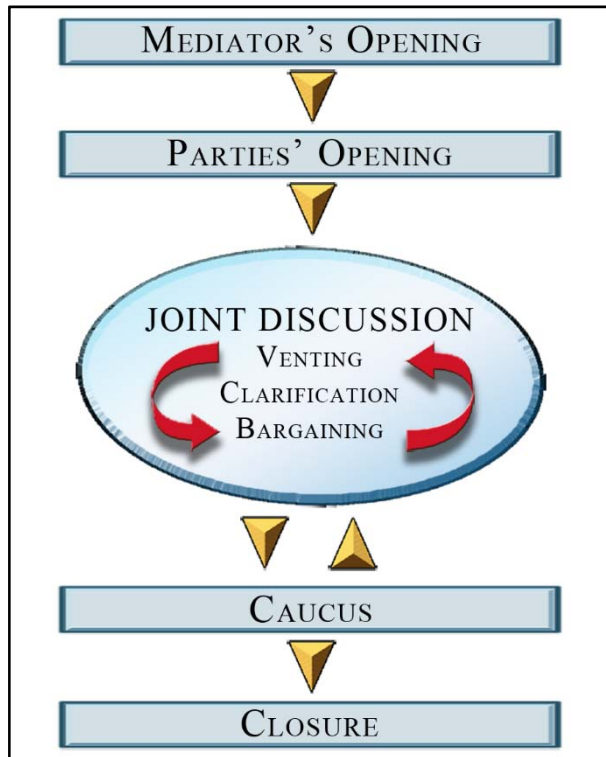 MEDIATOR'S OPENING
PARTIES' OPENING
JOINT DISCUSSION
VENTING
CLARIFICATION
BARGAINING
CAUCUS
CLOSURE